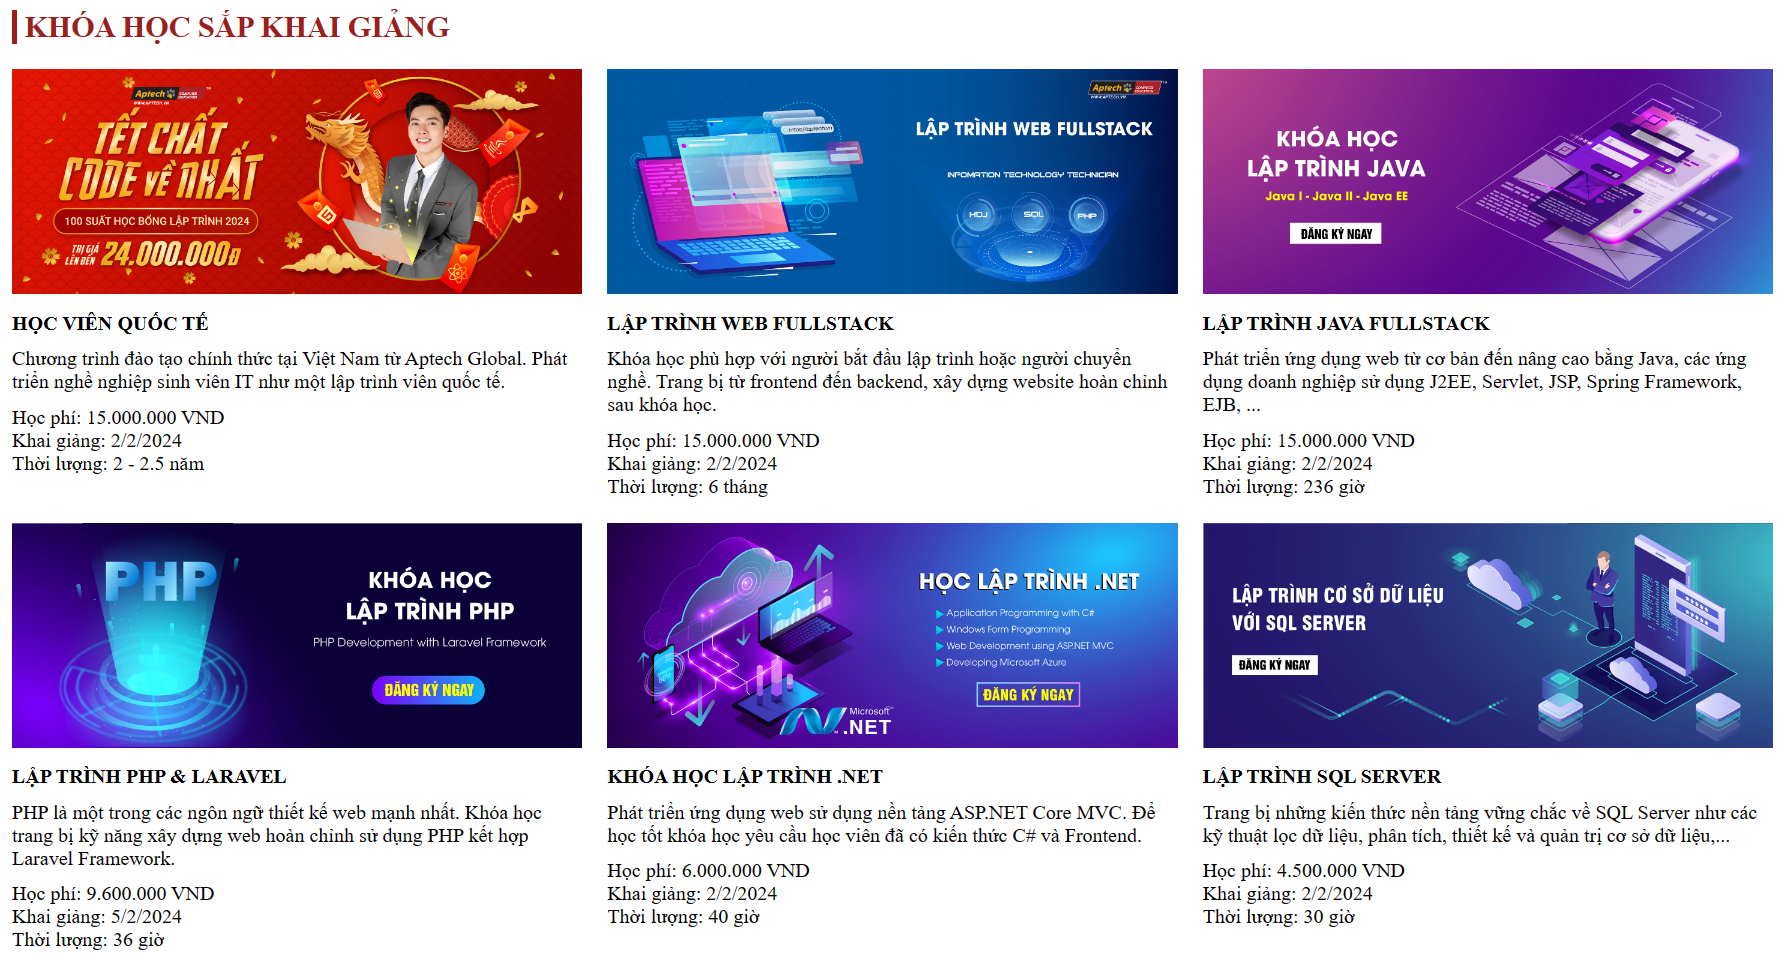 KHÓA HỌC SẮP KHAI GIẢNG
Aptech
COMPUTER EDUCATION
WWW.APTECH.VN
TẾT CHẤT
CODE VỀ NHẤT
100 SUẤT HỌC BỔNG LẬP TRÌNH 2024
TRỊ GIÁ
LÊN ĐẾN 24.000.000Đ
HỌC VIÊN QUỐC TẾ
Chương trình đào tạo chính thức tại Việt Nam từ Aptech Global. Phát
triển nghề nghiệp sinh viên IT như một lập trình viên quốc tế.
Học phí: 15.000.000 VND
Khai giảng: 2/2/2024
Thời lượng: 2 - 2.5 năm
Aptech
COMPUTER EDUCATION
WWW.APTECH.VN
https://aptech.vn
LẬP TRÌNH WEB FULLSTACK
INFOMATION TECHNOLOGY TECHNICIAN
HDJ SQL PHP
LẬP TRÌNH WEB FULLSTACK
Khóa học phù hợp với người bắt đầu lập trình hoặc người chuyển
nghề. Trang bị từ frontend đến backend, xây dựng website hoàn chỉnh
sau khóa học.
Học phí: 15.000.000 VND
Khai giảng: 2/2/2024
Thời lượng: 6 tháng
KHÓA HỌC
LẬP TRÌNH JAVA
Java I - Java II - Java EE
ĐĂNG KÝ NGAY
LẬP TRÌNH JAVA FULLSTACK
Phát triển ứng dụng web từ cơ bản đến nâng cao bằng Java, các ứng
dụng doanh nghiệp sử dụng J2EE, Servlet, JSP, Spring Framework,
EJB, ...
Học phí: 15.000.000 VND
Khai giảng: 2/2/2024
Thời lượng: 236 giờ
PHP
KHÓA HỌC
LẬP TRÌNH PHP
PHP Development with Laravel Framework
ĐĂNG KÝ NGAY
LẬP TRÌNH PHP & LARAVEL
PHP là một trong các ngôn ngữ thiết kế web mạnh nhất. Khóa học
trang bị kỹ năng xây dựng web hoàn chỉnh sử dụng PHP kết hợp
Laravel Framework.
Học phí: 9.600.000 VND
Khai giảng: 5/2/2024
Thời lượng: 36 giờ
HỌC LẬP TRÌNH .NET
Application Programming with C#
Windows Form Programming
Web Development using ASP.NET MVC
Developing Microsoft Azure
ĐĂNG KÝ NGAY
Microsoft™
.NET
KHÓA HỌC LẬP TRÌNH .NET
Phát triển ứng dụng web sử dụng nền tảng ASP.NET Core MVC. Để
học tốt khóa học yêu cầu học viên đã có kiến thức C# và Frontend.
Học phí: 6.000.000 VND
Khai giảng: 2/2/2024
Thời lượng: 40 giờ
LẬP TRÌNH CƠ SỞ DỮ LIỆU
VỚI SQL SERVER
ĐĂNG KÝ NGAY
LẬP TRÌNH SQL SERVER
Trang bị những kiến thức nền tảng vững chắc về SQL Server như các
kỹ thuật lọc dữ liệu, phân tích, thiết kế và quản trị cơ sở dữ liệu,...
Học phí: 4.500.000 VND
Khai giảng: 2/2/2024
Thời lượng: 30 giờ